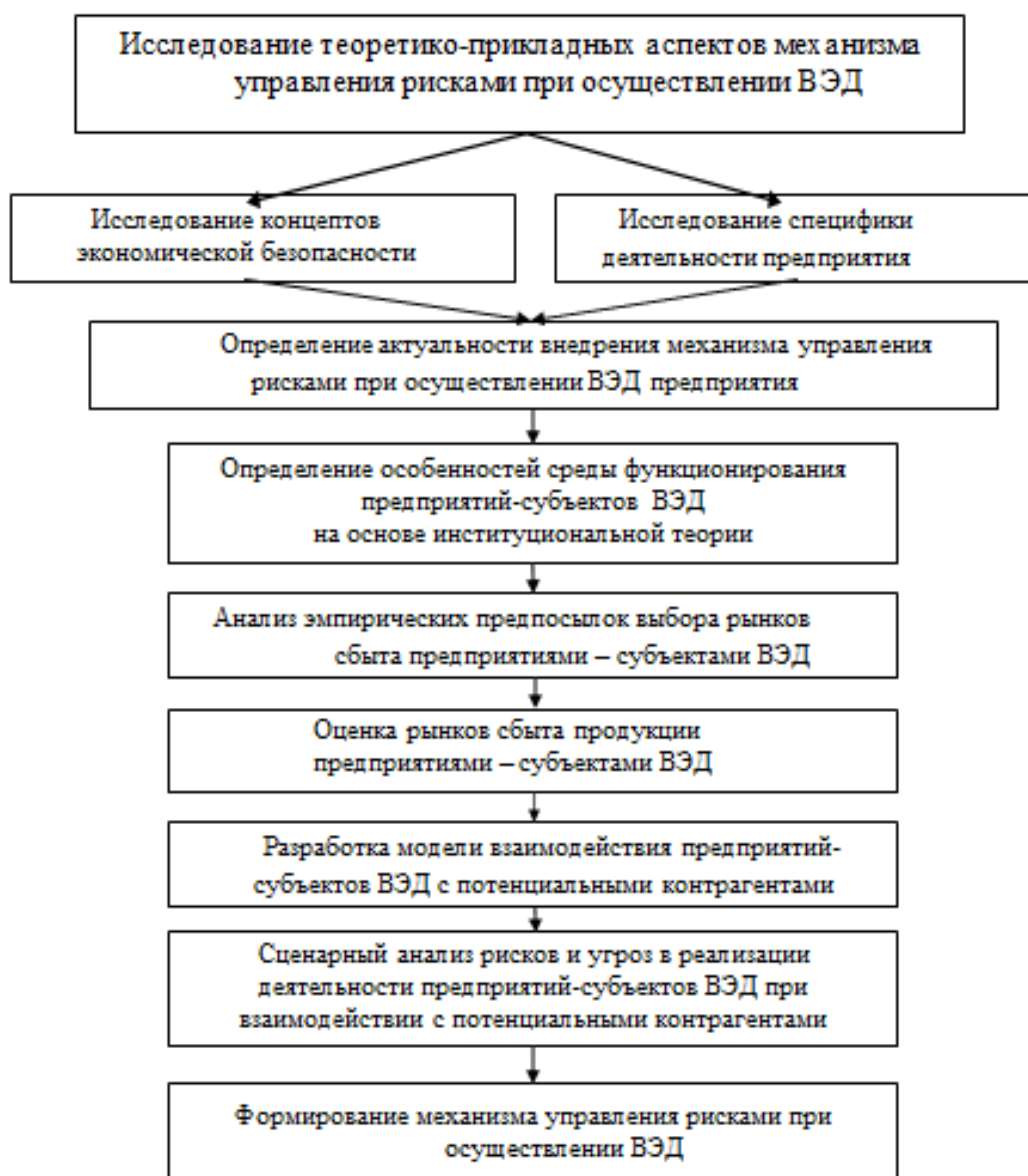 Исследование теоретико-прикладных аспектов механизма
управления рисками при осуществлении ВЭД
Исследование концептов
экономической безопасности
Исследование специфики
деятельности предприятия
Определение актуальности внедрения механизма управления
рисками при осуществлении ВЭД предприятия
Определение особенностей среды функционирования
предприятий-субъектов ВЭД
на основе институциональной теории
Анализ эмпирических предпосылок выбора рынков
сбыта предприятиями – субъектами ВЭД
Оценка рынков сбыта продукции
предприятиями – субъектами ВЭД
Разработка модели взаимодействия предприятий-
субъектов ВЭД с потенциальными контрагентами
Сценарный анализ рисков и угроз в реализации
деятельности предприятий-субъектов ВЭД при
взаимодействии с потенциальными контрагентами
Формирование механизма управления рисками при
осуществлении ВЭД